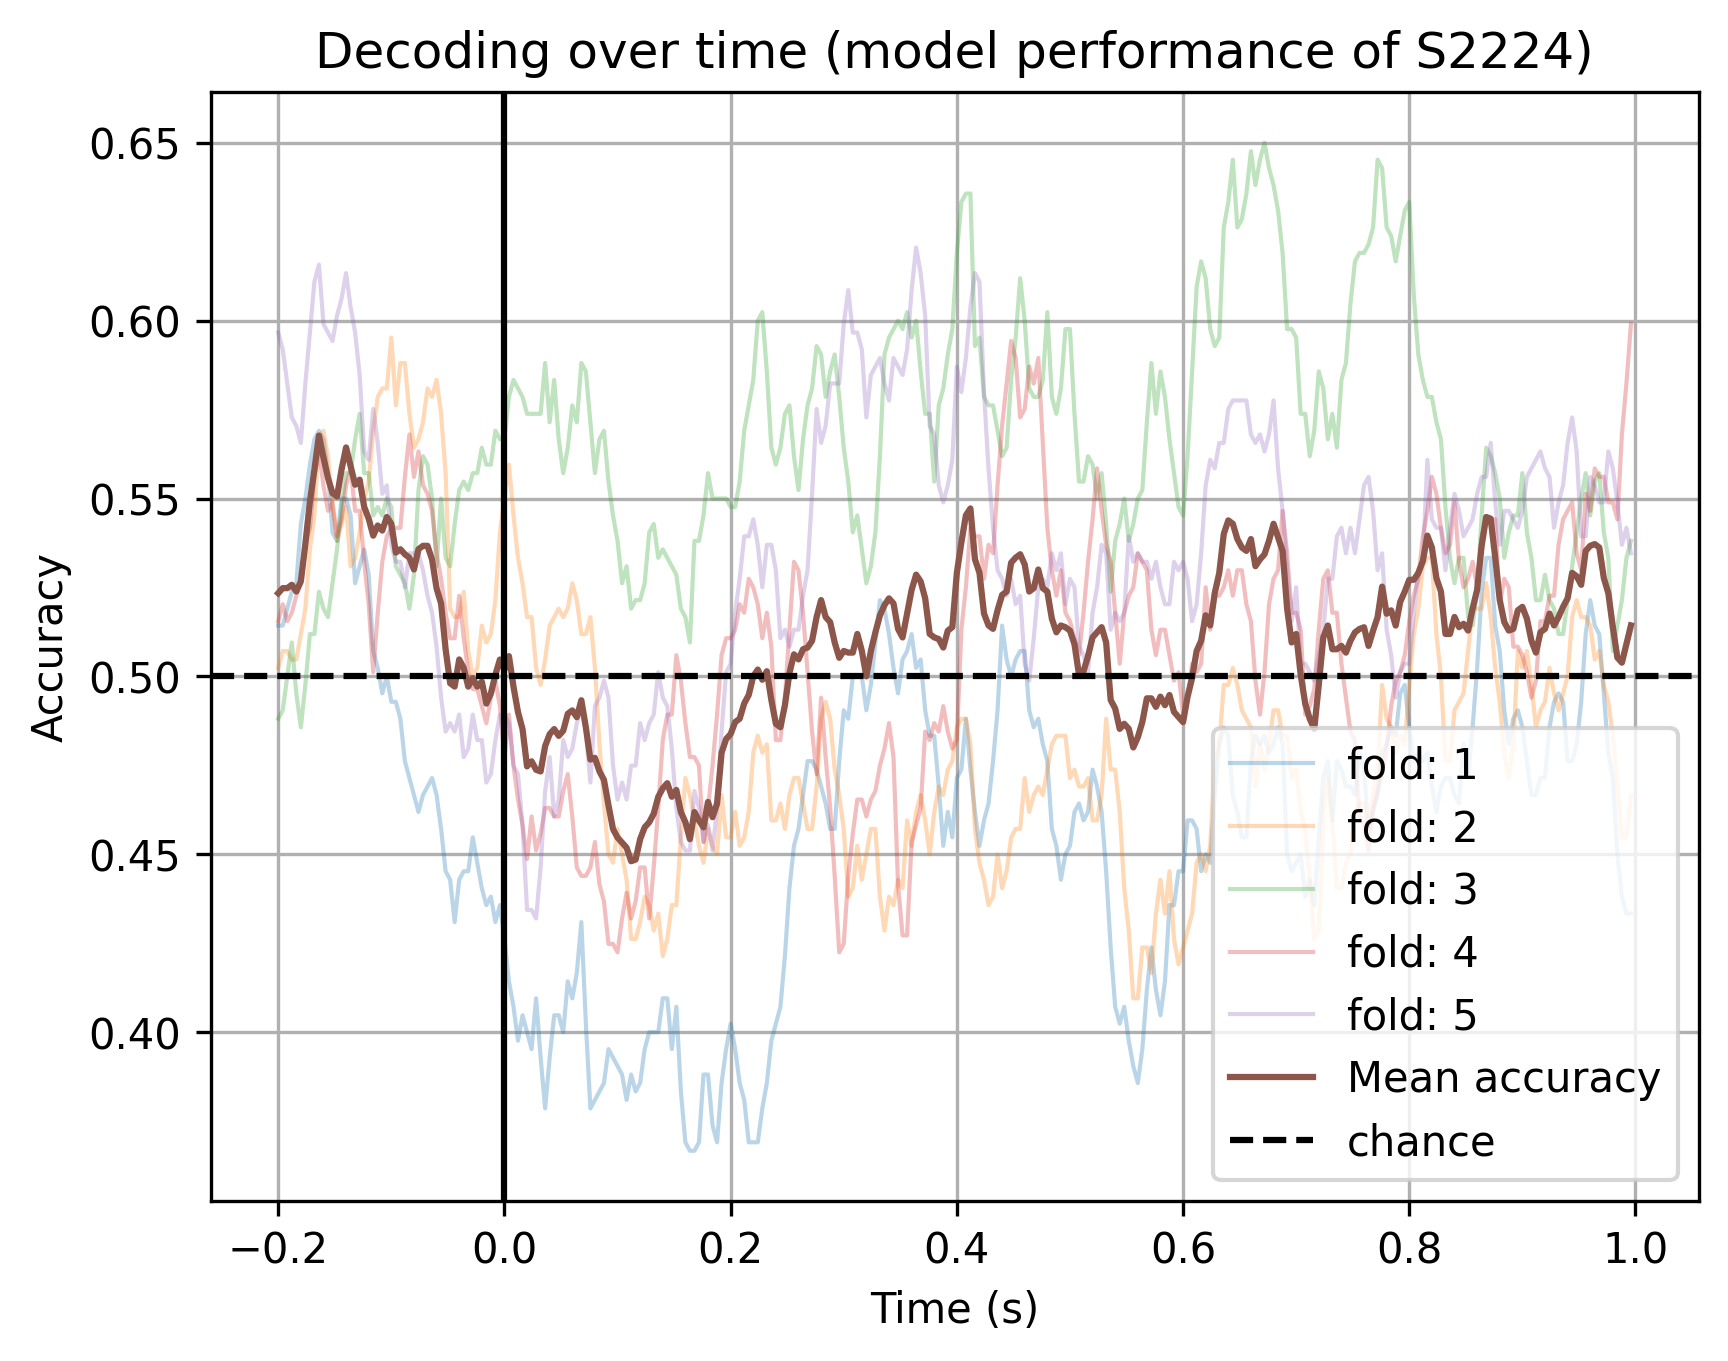 Decoding over time (model performance of S2224)
Accuracy
0.65
0.60
0.55
0.50
0.45
0.40
−0.2 0.0 0.2 0.4 0.6 0.8 1.0
Time (s)
fold: 1
fold: 2
fold: 3
fold: 4
fold: 5
Mean accuracy
chance